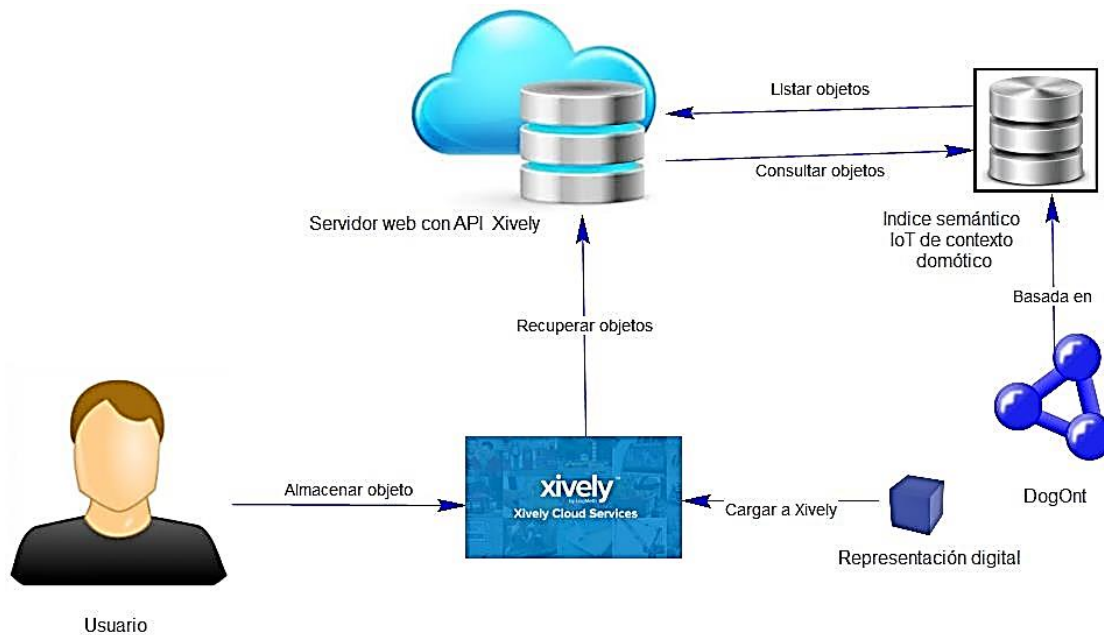 Listar objetos
Consultar objetos
Servidor web con API Xively
Indice semántico
IoT de contexto
domótico
Basada en
Recuperar objetos
Almacenar objeto
xively™
Xively Cloud Services
Cargar a Xively
DogOnt
Representación digital
Usuario